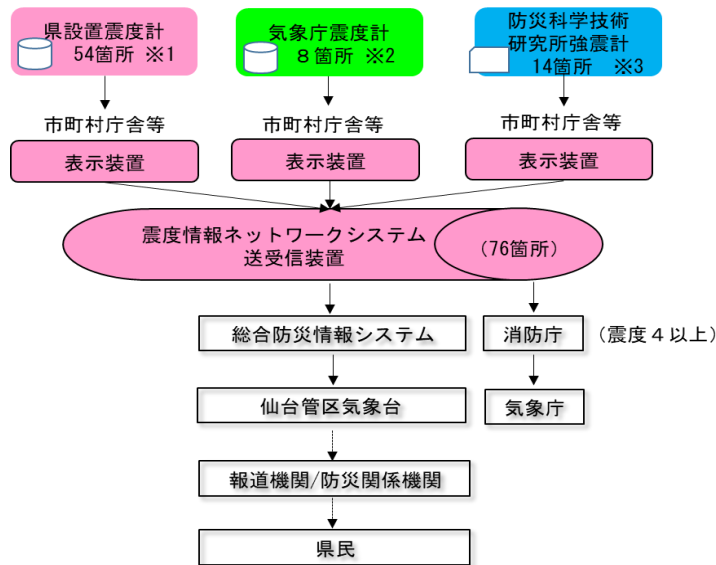 県設置震度計
54箇所 ※1
気象庁震度計
８箇所 ※2
防災科学技術
研究所強震計
14箇所 ※3
市町村庁舎等
市町村庁舎等
市町村庁舎等
表示装置
表示装置
表示装置
震度情報ネットワークシステム
送受信装置
(76箇所)
総合防災情報システム
消防庁
(震度４以上)
仙台管区気象台
気象庁
報道機関/防災関係機関
県民